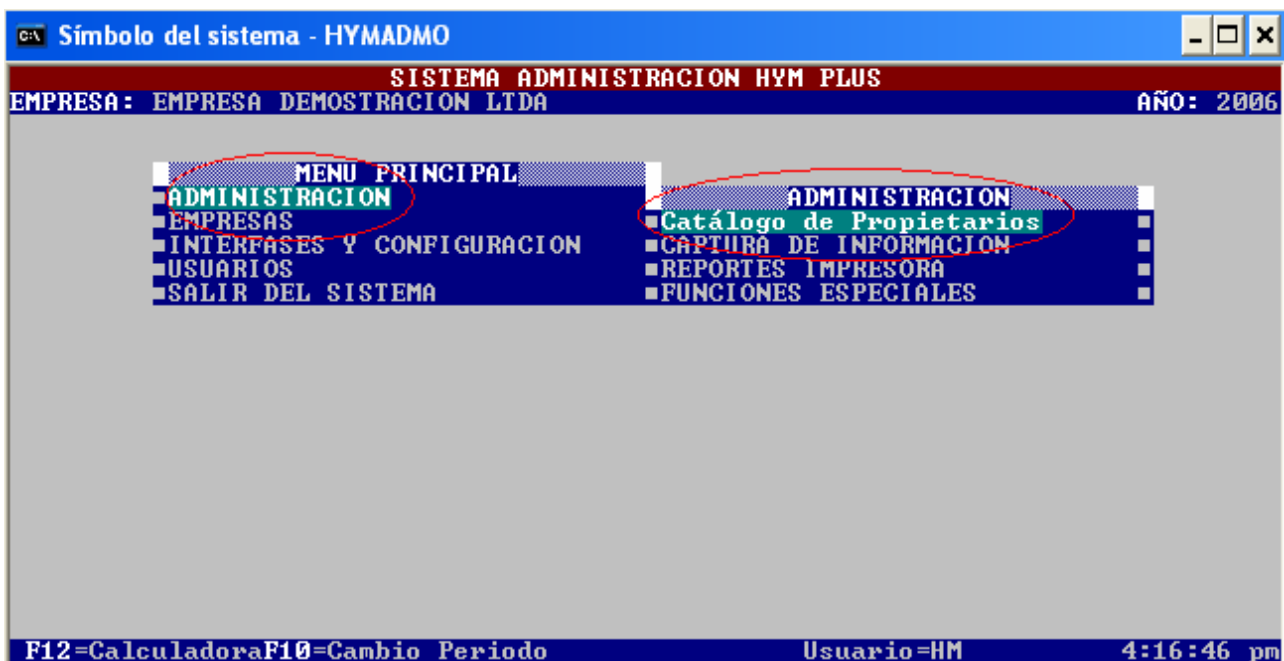 Símbolo del sistema - HYMADMO
SISTEMA ADMINISTRACION HYM PLUS
EMPRESA: EMPRESA DEMOSTRACION LTDA AÑO: 2006
MENU PRINCIPAL
ADMINISTRACION
EMPRESAS
INTERFASES Y CONFIGURACION
USUARIOS
SALIR DEL SISTEMA
ADMINISTRACION
Catálogo de Propietarios
CAPTURA DE INFORMACION
REPORTES IMPRESORA
FUNCIONES ESPECIALES
F12=CalculadoraF10=Cambio Periodo Usuario=HM 4:16:46 pm